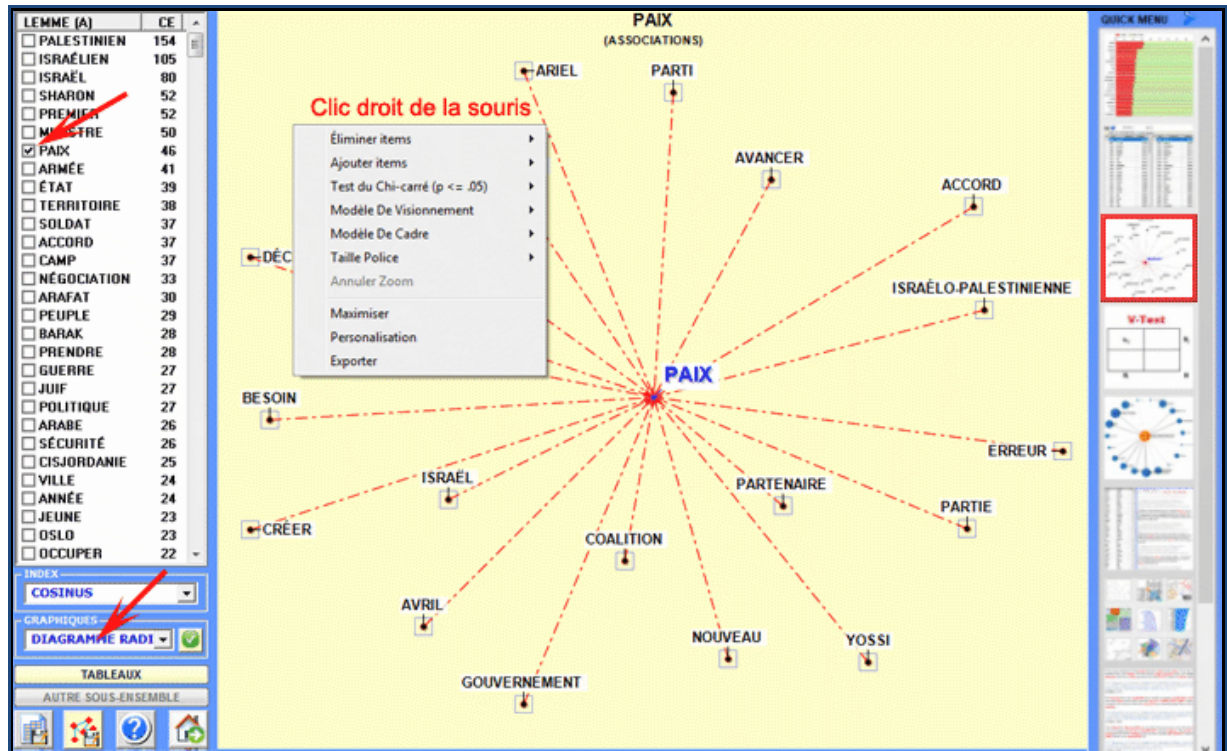 LEMME (A) CE
PALESTINIEN 154
ISRAÉLIEN 105
ISRAËL 80
SHARON 52
PREMIER 52
MINISTRE 50
PAIX 46
ARMÉE 41
ÉTAT 39
TERRITOIRE 38
SOLDAT 37
ACCORD 37
CAMP 37
NÉGOCIATION 33
ARAFAT 30
PEUPLE 29
BARAK 28
PRENDRE 28
GUERRE 27
JUIF 27
POLITIQUE 27
ARABE 26
SÉCURITÉ 26
CISJORDANIE 25
VILLE 24
ANNÉE 24
JEUNE 23
OSLO 23
OCCUPER 22
INDEX
COSINUS
GRAPHIQUES
DIAGRAMME RADI
TABLEAUX
AUTRE SOUS-ENSEMBLE
PAIX
(ASSOCIATIONS)
ARIEL
PARTI
Clic droit de la souris
Éliminer items
Ajouter items
Test du Chi-carré (p <= .05)
Modèle De Visionnement
Modèle De Cadre
Taille Police
Annuler Zoom
Maximiser
Personalisation
Exporter
AVANCER
ACCORD
DÉC
ISRAÉLO-PALESTINIENNE
PAIX
BESOIN
ERREUR
ISRAËL
PARTENAIRE
PARTIE
CRÉER
COALITION
AVRIL
NOUVEAU
YOSSI
GOUVERNEMENT
QUICK MENU
V-Test